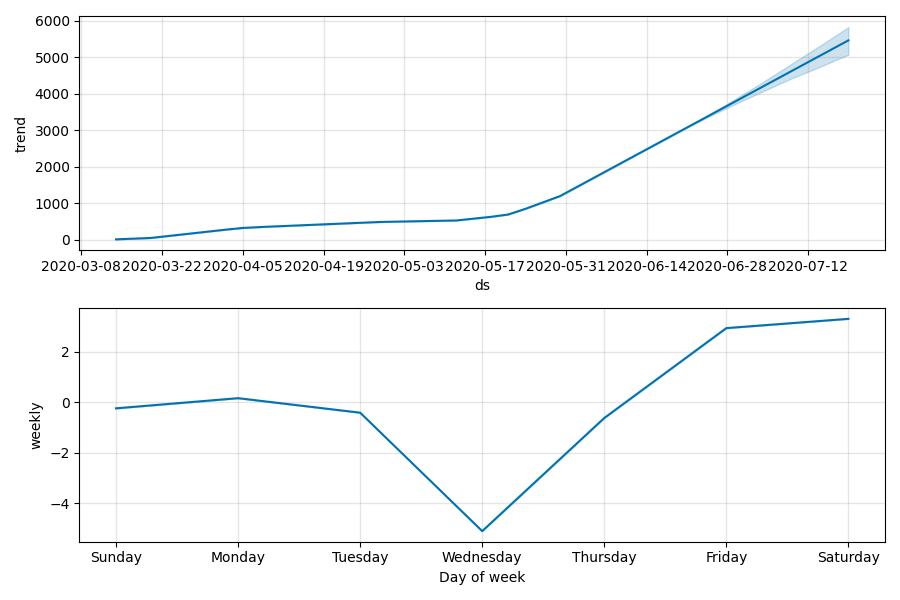 6000
5000
4000
3000
2000
1000
0
trend
2020-03-08 2020-03-22 2020-04-05 2020-04-19 2020-05-03 2020-05-17 2020-05-31 2020-06-14 2020-06-28 2020-07-12
ds
2
0
−2
−4
weekly
Sunday Monday Tuesday Wednesday Thursday Friday Saturday
Day of week